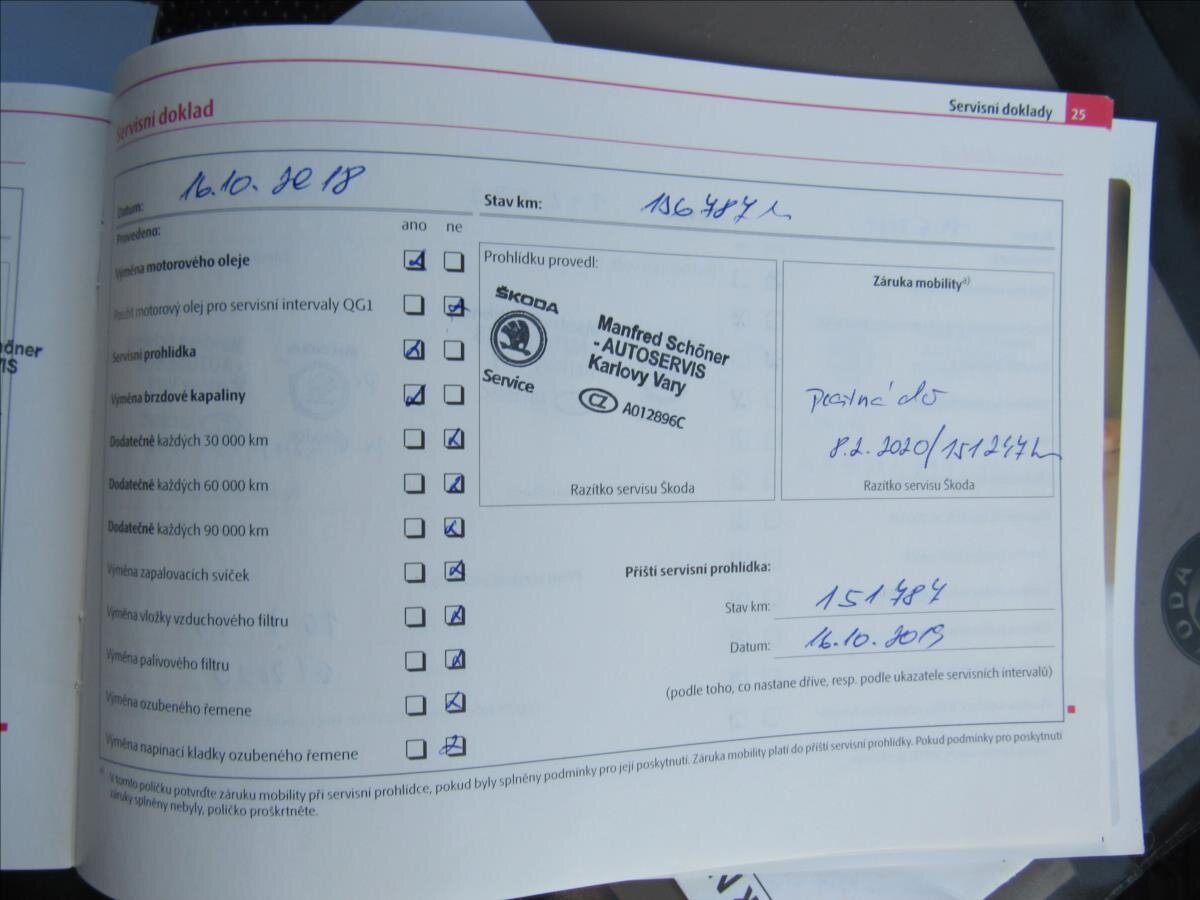 Servisní doklady 25
Servisní doklad
Datum: 16.10.2018
Stav km: 136 787
Provedeno: ano ne
Výměna motorového oleje
Použit motorový olej pro servisní intervaly QG1
Servisní prohlídka
Výměna brzdové kapaliny
Dodatečně každých 30 000 km
Dodatečně každých 60 000 km
Dodatečně každých 90 000 km
Výměna zapalovacích svíček
Výměna vložky vzduchového filtru
Výměna palivového filtru
Výměna ozubeného řemene
Výměna napínací kladky ozubeného řemene
Prohlídku provedl:
ŠKODA
Service
Manfred Schöner
- AUTOSERVIS
Karlovy Vary
CZ A012896C
Razítko servisu Škoda
Záruka mobility a)
platná do
8.2.2020/151247
Razítko servisu Škoda
Příští servisní prohlídka:
Stav km: 151 787
Datum: 16.10.2019
(podle toho, co nastane dříve, resp. podle ukazatele servisních intervalů)
a) V tomto políčku potvrďte záruku mobility při servisní prohlídce, pokud byly splněny podmínky pro její poskytnutí. Záruka mobility platí do příští servisní prohlídky. Pokud podmínky pro poskytnutí
záruky splněny nebyly, políčko proškrtněte.